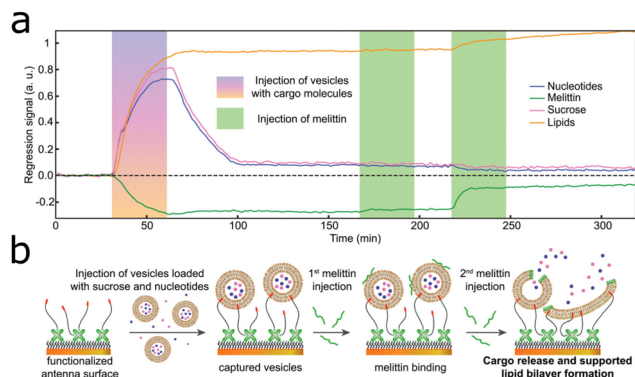 a
Regression signal (a. u.)
1
0.8
0.6
0.4
0.2
0
-0.2
0
50
100
150
200
250
300
Time (min)
Injection of vesicles
with cargo molecules
Injection of melittin
Nucleotides
Melittin
Sucrose
Lipids
b
Injection of vesicles loaded
with sucrose and nucleotides
1st melittin
injection
2nd melittin
injection
functionalized
antenna surface
captured vesicles
melittin binding
Cargo release and supported
lipid bilayer formation